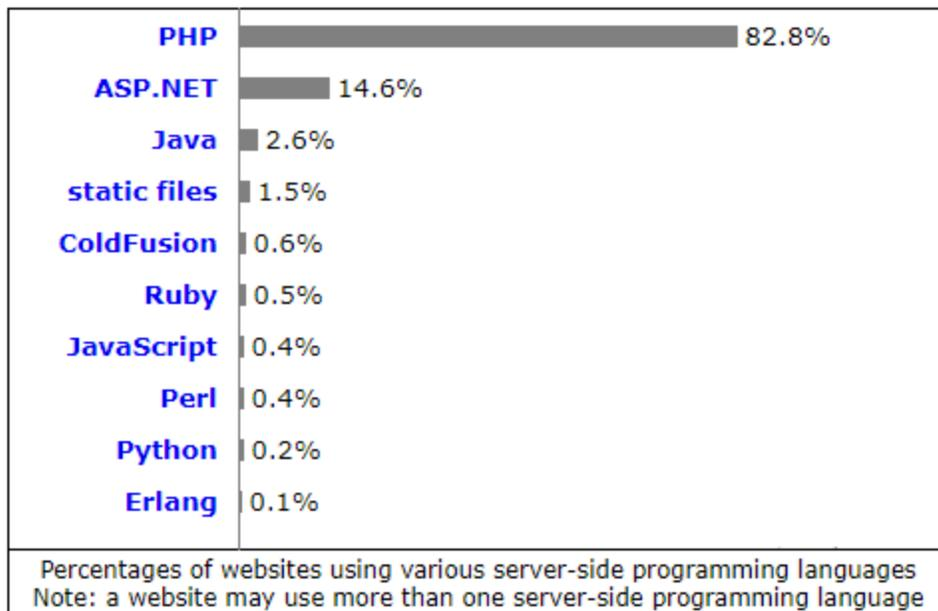 PHP 82.8%
ASP.NET 14.6%
Java 2.6%
static files 1.5%
ColdFusion 0.6%
Ruby 0.5%
JavaScript 0.4%
Perl 0.4%
Python 0.2%
Erlang 0.1%
Percentages of websites using various server-side programming languages
Note: a website may use more than one server-side programming language